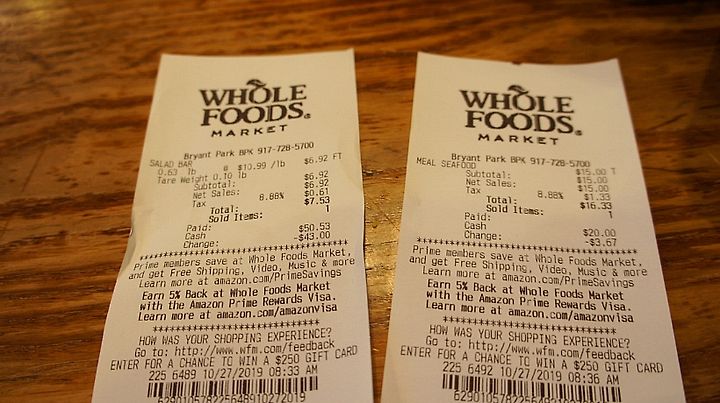 WHOLE
FOODS
MARKET
Bryant Park BPK 917-728-5700
SALAD BAR $6.92 FT
0.63 lb @ $10.99 /lb
Tare Weight 0.10 lb
Subtotal: $6.92
Net Sales: $6.92
Tax 8.88% $0.61
Total: $7.53
Sold Items: 1
Paid:
Cash $50.53
Change: -$43.00
************************************
Prime members save at Whole Foods Market,
and get Free Shipping, Video, Music & more
Learn more at amazon.com/PrimeSavings
Earn 5% Back at Whole Foods Market
with the Amazon Prime Rewards Visa.
Learn more at amazon.com/amazonvisa
************************************
HOW WAS YOUR SHOPPING EXPERIENCE?
Go to: http://www.wfm.com/feedback
ENTER FOR A CHANCE TO WIN A $250 GIFT CARD
225 6489 10/27/2019 08:33 AM
629010578225648910272019
WHOLE
FOODS
MARKET
Bryant Park BPK 917-728-5700
MEAL SEAFOOD $15.00 T
Subtotal: $15.00
Net Sales: $15.00
Tax 8.88% $1.33
Total: $16.33
Sold Items: 1
Paid:
Cash $20.00
Change: -$3.67
************************************
Prime members save at Whole Foods Market,
and get Free Shipping, Video, Music & more
Learn more at amazon.com/PrimeSavings
Earn 5% Back at Whole Foods Market
with the Amazon Prime Rewards Visa.
Learn more at amazon.com/amazonvisa
************************************
HOW WAS YOUR SHOPPING EXPERIENCE?
Go to: http://www.wfm.com/feedback
ENTER FOR A CHANCE TO WIN A $250 GIFT CARD
225 6492 10/27/2019 08:36 AM
629010578225649210272019